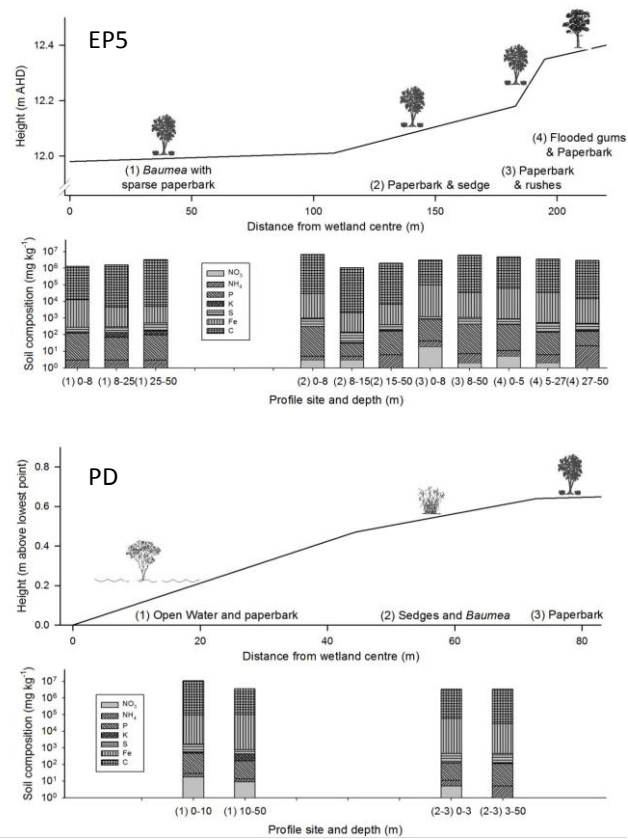 EP5
12.4
12.2
12.0
Height (m AHD)
(1) Baumea with
sparse paperbark
(2) Paperbark & sedge
(3) Paperbark
& rushes
(4) Flooded gums
& Paperbark
0 50 100 150 200
Distance from wetland centre (m)
Soil composition (mg kg⁻¹)
10⁷
10⁶
10⁵
10⁴
10³
10²
10¹
10⁰
NO₃
NH₄
P
K
S
Fe
C
(1) 0-8 (1) 8-25 (1) 25-50 (2) 0-8 (2) 8-15 (2) 15-50 (3) 0-8 (3) 8-50 (4) 0-5 (4) 5-27 (4) 27-50
Profile site and depth (m)
PD
0.8
0.6
0.4
0.2
0.0
Height (m above lowest point)
(1) Open Water and paperbark (2) Sedges and Baumea (3) Paperbark
0 20 40 60 80
Distance from wetland centre (m)
Soil composition (mg kg⁻¹)
10⁷
10⁶
10⁵
10⁴
10³
10²
10¹
10⁰
NO₃
NH₄
P
K
S
Fe
C
(1) 0-10 (1) 10-50 (2-3) 0-3 (2-3) 3-50
Profile site and depth (m)